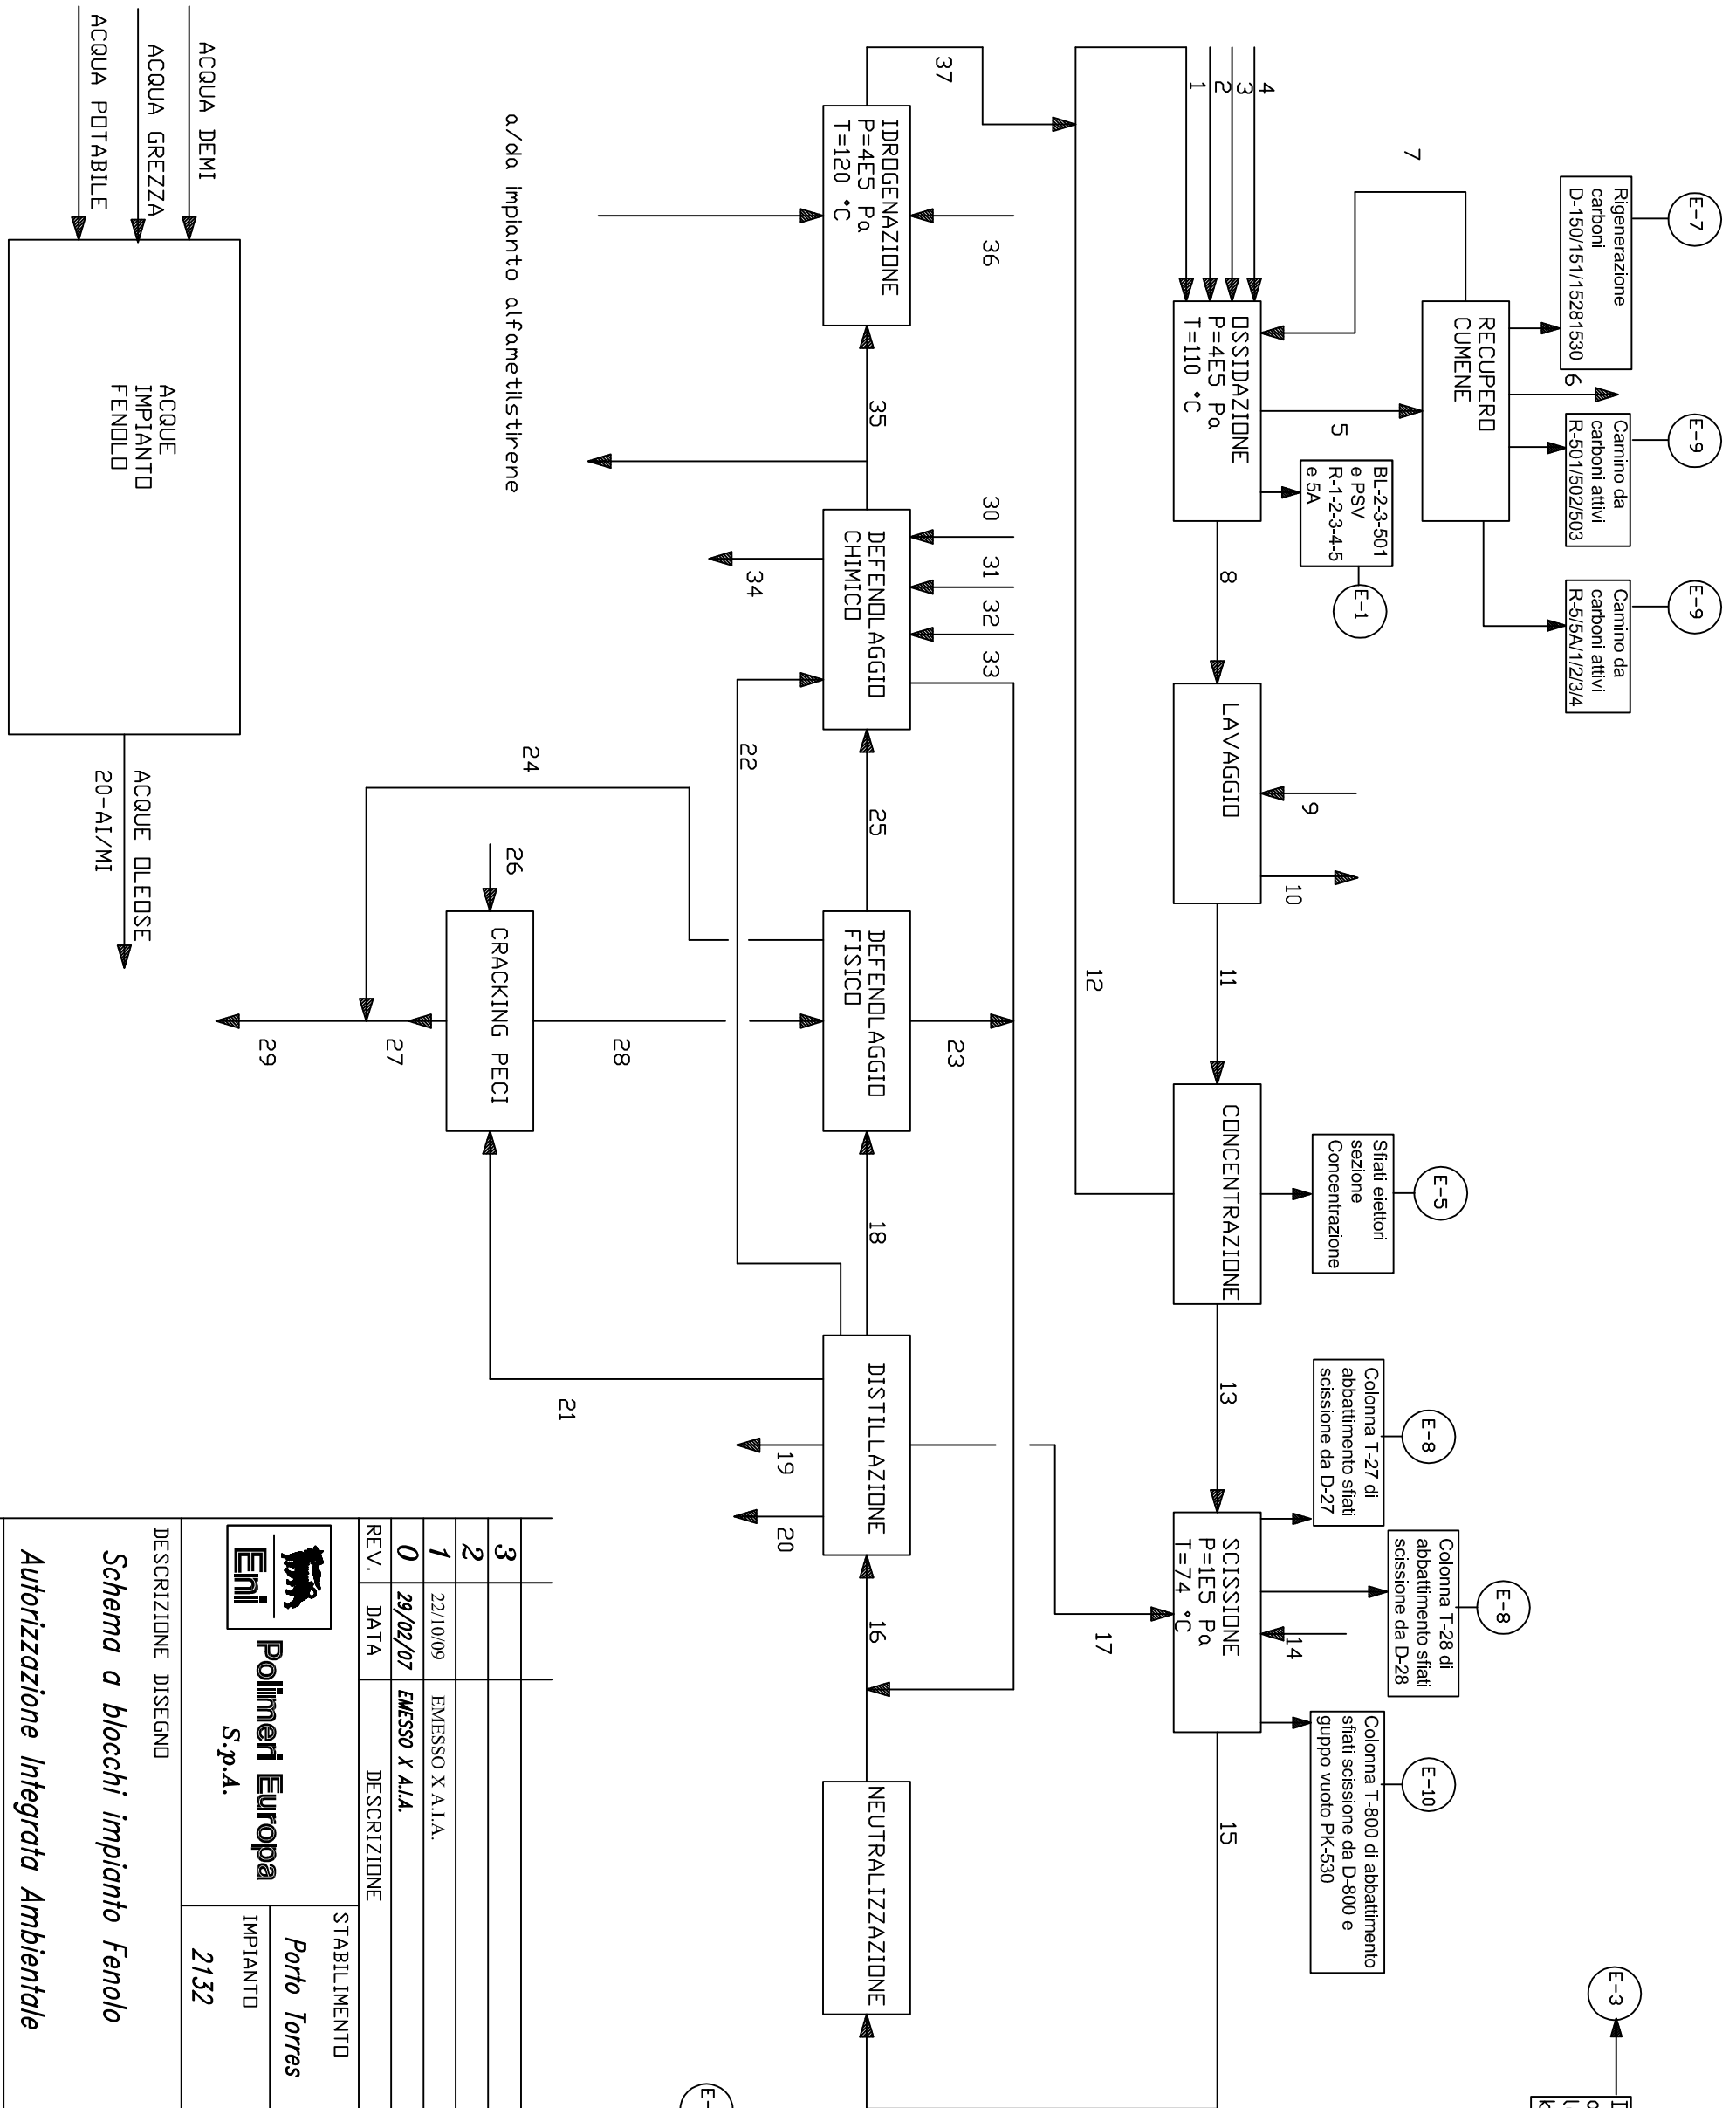 E-7
E-9
E-9
Rigenerazione
carboni
D-150/151/15281530
6
Camino da
carboni attivi
R-501/502/503
Camino da
carboni attivi
R-5/5A/1/2/3/4
E-3
7
RECUPERO
CUMENE
5
BL-2-3-501
e PSV
R-1-2-3-4-5
e 5A
E-1
E-5
Sfiati eiettori
sezione
Concentrazione
E-8
Colonna T-27 di
abbattimento sfiati
scissione da D-27
E-8
Colonna T-28 di
abbattimento sfiati
scissione da D-28
E-10
Colonna T-800 di abbattimento
sfiati scissione da D-800 e
guppo vuoto PK-530
4
3
2
1
OSSIDAZIONE
P=4E5 Pa
T=110 °C
8
LAVAGGIO
9
10
11
CONCENTRAZIONE
12
13
SCISSIONE
P=1E5 Pa
T=74 °C
14
15
17
37
IDROGENAZIONE
P=4E5 Pa
T=120 °C
36
35
30
31
32
33
DEFENOLAGGIO
CHIMICO
34
25
22
DEFENOLAGGIO
FISICO
23
18
DISTILLAZIONE
19
20
16
NEUTRALIZZAZIONE
a/da impianto alfametilstirene
24
26
CRACKING PECI
28
27
29
21
ACQUA DEMI
ACQUA GREZZA
ACQUA POTABILE
ACQUE
IMPIANTO
FENOLO
ACQUE OLEOSE
20-AI/MI
3
2
1 22/10/09 EMESSO X A.I.A.
0 29/02/07 EMESSO X A.I.A.
REV. DATA DESCRIZIONE
Eni
Polimeri Europa
S.p.A.
STABILIMENTO
Porto Torres
IMPIANTO
2132
DESCRIZIONE DISEGNO
Schema a blocchi impianto Fenolo
Autorizzazione Integrata Ambientale